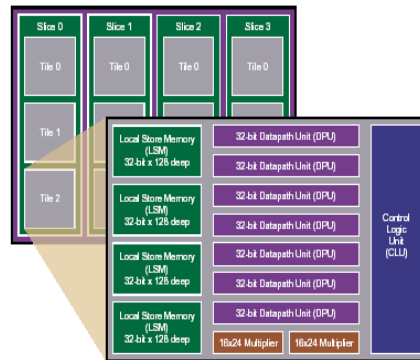 Slice 0
Slice 1
Slice 2
Slice 3
Tile 0
Tile 0
Tile 0
Tile 0
Tile 1
Tile 2
Local Store Memory
(LSM)
32-bit x 128 deep
Local Store Memory
(LSM)
32-bit x 128 deep
Local Store Memory
(LSM)
32-bit x 128 deep
Local Store Memory
(LSM)
32-bit x 128 deep
32-bit Datapath Unit (DPU)
32-bit Datapath Unit (DPU)
32-bit Datapath Unit (DPU)
32-bit Datapath Unit (DPU)
32-bit Datapath Unit (DPU)
32-bit Datapath Unit (DPU)
32-bit Datapath Unit (DPU)
16x24 Multiplier
16x24 Multiplier
Control
Logic
Unit
(CLU)